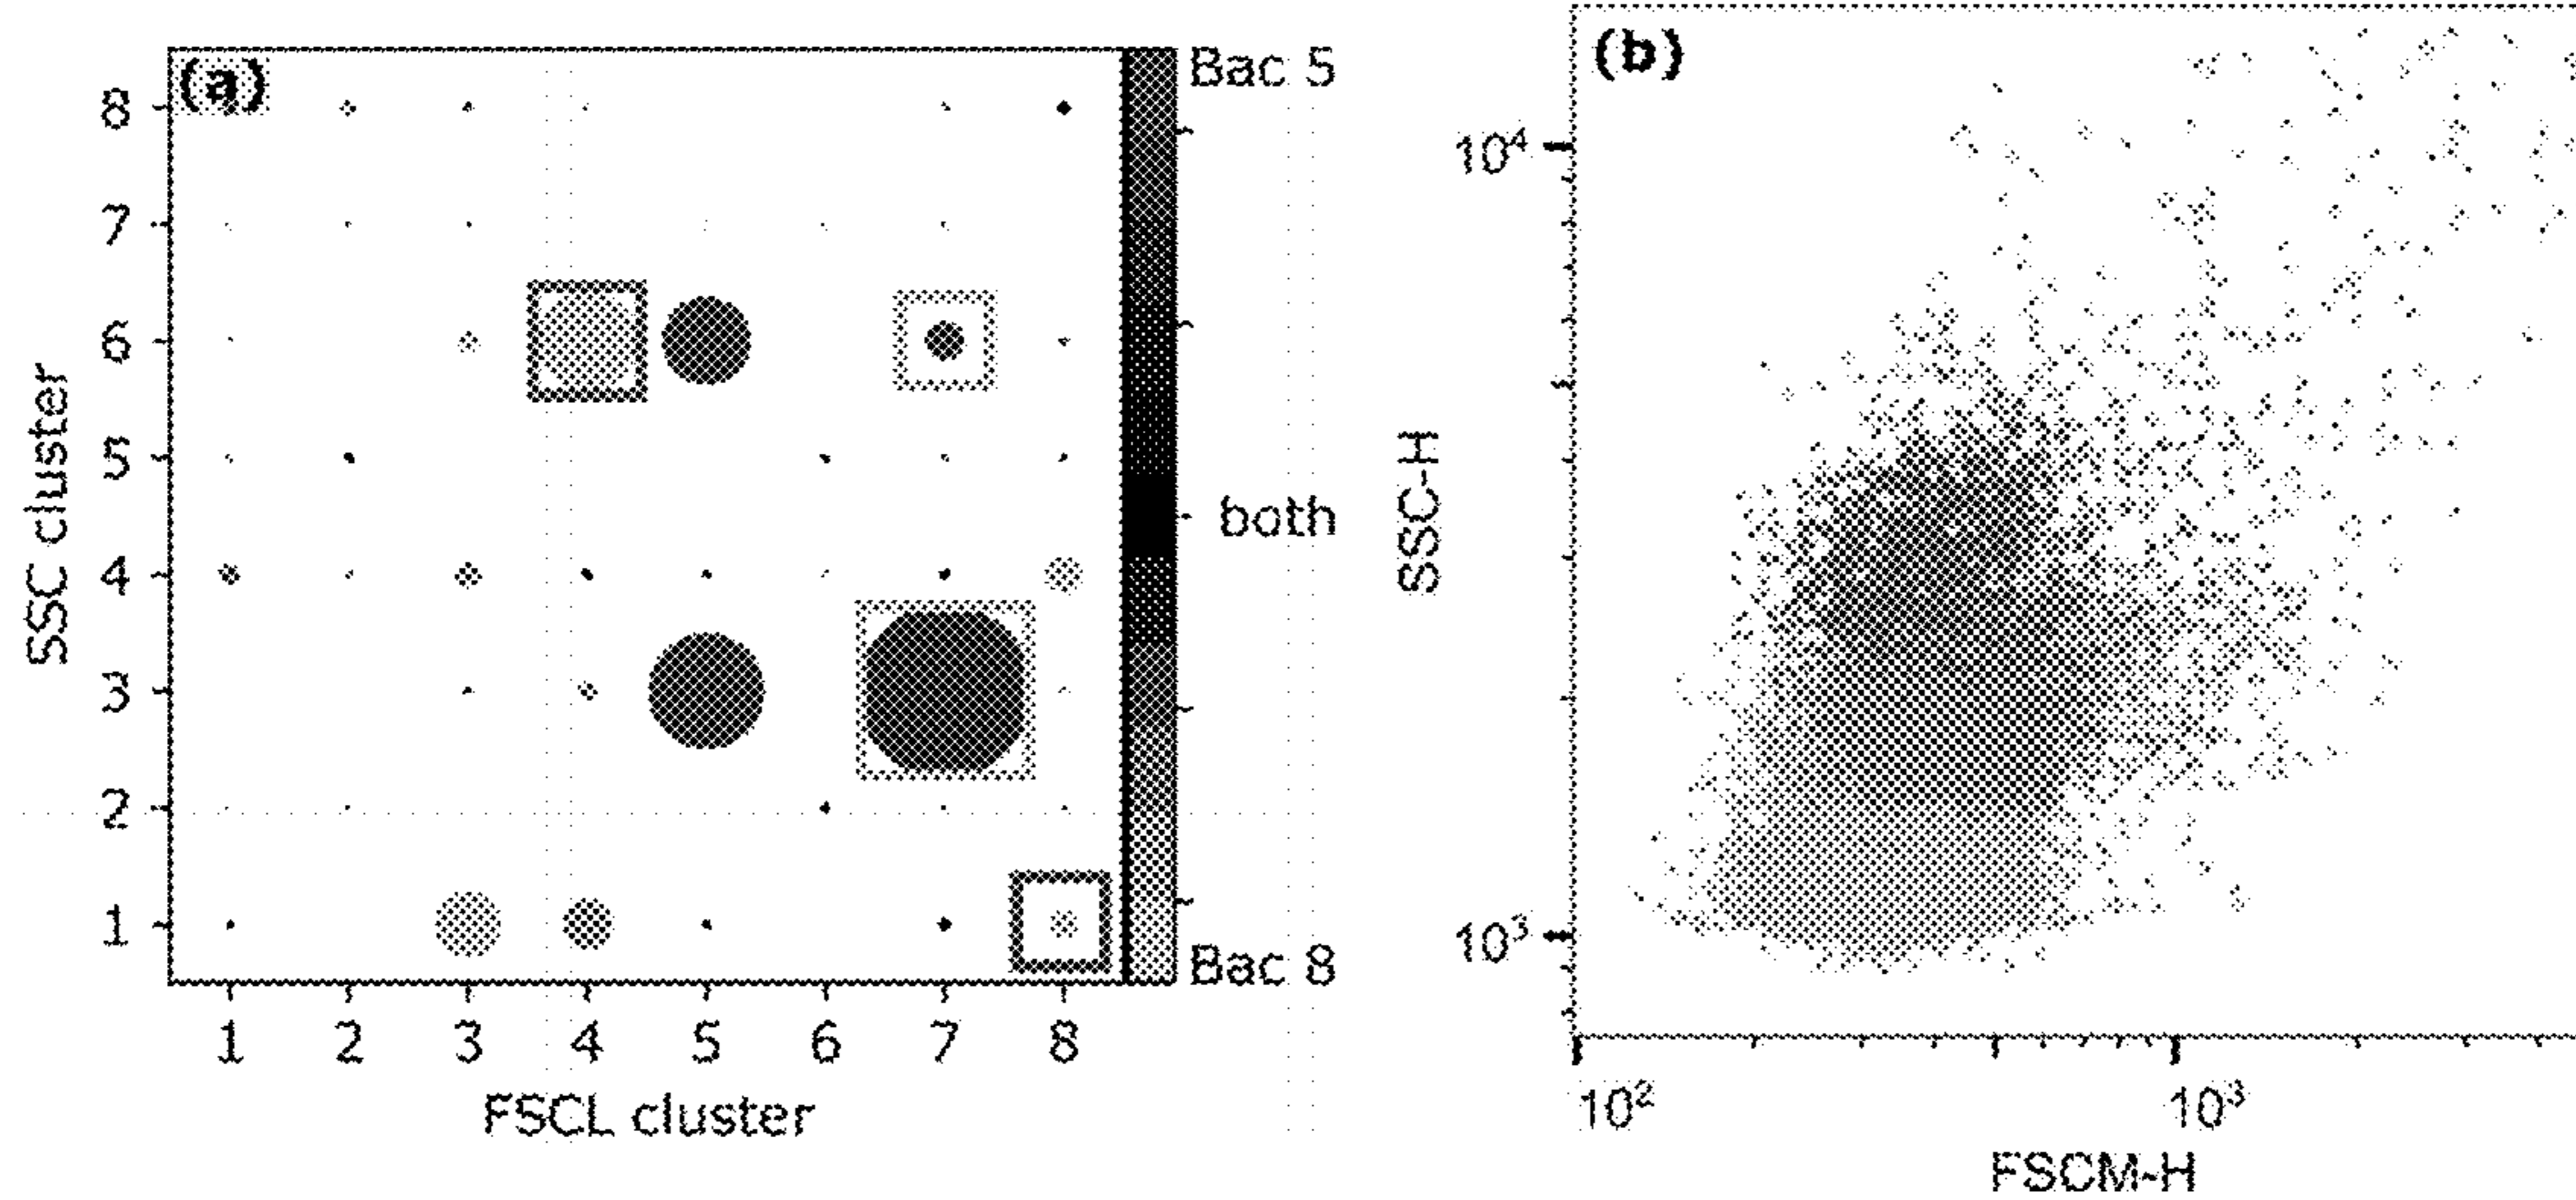 (a)
8
7
6
5
4
3
2
1
SSC cluster
1 2 3 4 5 6 7 8
FSCL cluster
Bac 5
both
Bac 8
(b)
10⁴
10³
SSC-H
10² 10³
FSCM-H